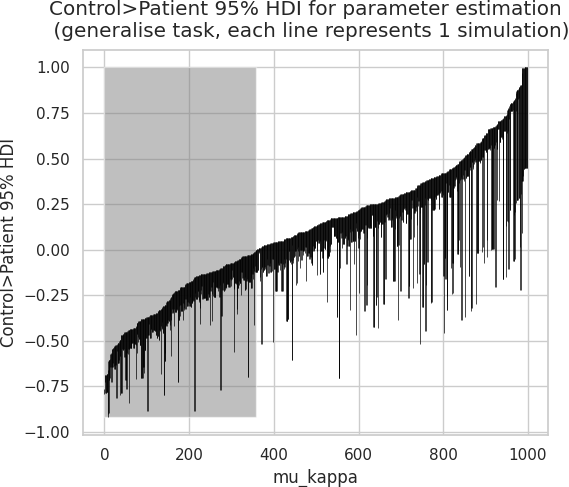 Control>Patient 95% HDI for parameter estimation
(generalise task, each line represents 1 simulation)
Control>Patient 95% HDI
1.00
0.75
0.50
0.25
0.00
−0.25
−0.50
−0.75
−1.00
0 200 400 600 800 1000
mu_kappa